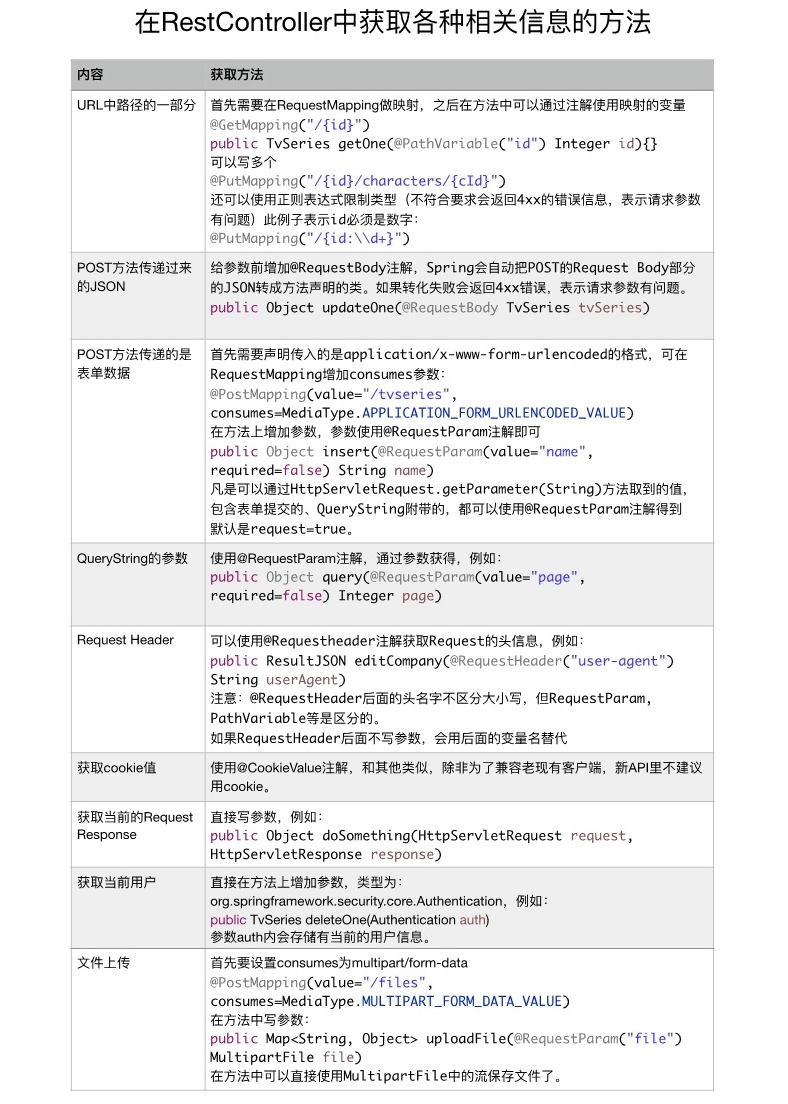 在RestController中获取各种相关信息的方法
内容
获取方法
URL中路径的一部分
首先需要在RequestMapping做映射，之后在方法中可以通过注解使用映射的变量
@GetMapping("/{id}")
public TvSeries getOne(@PathVariable("id") Integer id){}
可以写多个
@PutMapping("/{id}/characters/{cId}")
还可以使用正则表达式限制类型（不符合要求会返回4xx的错误信息，表示请求参数
有问题）此例子表示id必须是数字：
@PutMapping("/{id:\\d+}")
POST方法传递过来
的JSON
给参数前增加@RequestBody注解，Spring会自动把POST的Request Body部分
的JSON转成方法声明的类。如果转化失败会返回4xx错误，表示请求参数有问题。
public Object updateOne(@RequestBody TvSeries tvSeries)
POST方法传递的是
表单数据
首先需要声明传入的是application/x-www-form-urlencoded的格式，可在
RequestMapping增加consumes参数：
@PostMapping(value="/tvseries",
consumes=MediaType.APPLICATION_FORM_URLENCODED_VALUE)
在方法上增加参数，参数使用@RequestParam注解即可
public Object insert(@RequestParam(value="name",
required=false) String name)
凡是可以通过HttpServletRequest.getParameter(String)方法取到的值，
包含表单提交的、QueryString附带的，都可以使用@RequestParam注解得到
默认是request=true。
QueryString的参数
使用@RequestParam注解，通过参数获得，例如：
public Object query(@RequestParam(value="page",
required=false) Integer page)
Request Header
可以使用@Requestheader注解获取Request的头信息，例如：
public ResultJSON editCompany(@RequestHeader("user-agent")
String userAgent)
注意：@RequestHeader后面的头名字不区分大小写，但RequestParam,
PathVariable等是区分的。
如果RequestHeader后面不写参数，会用后面的变量名替代
获取cookie值
使用@CookieValue注解，和其他类似，除非为了兼容老现有客户端，新API里不建议
用cookie。
获取当前的Request
Response
直接写参数，例如：
public Object doSomething(HttpServletRequest request,
HttpServletResponse response)
获取当前用户
直接在方法上增加参数，类型为：
org.springframework.security.core.Authentication，例如：
public TvSeries deleteOne(Authentication auth)
参数auth内会存储有当前的用户信息。
文件上传
首先要设置consumes为multipart/form-data
@PostMapping(value="/files",
consumes=MediaType.MULTIPART_FORM_DATA_VALUE)
在方法中写参数：
public Map<String, Object> uploadFile(@RequestParam("file")
MultipartFile file)
在方法中可以直接使用MultipartFile中的流保存文件了。